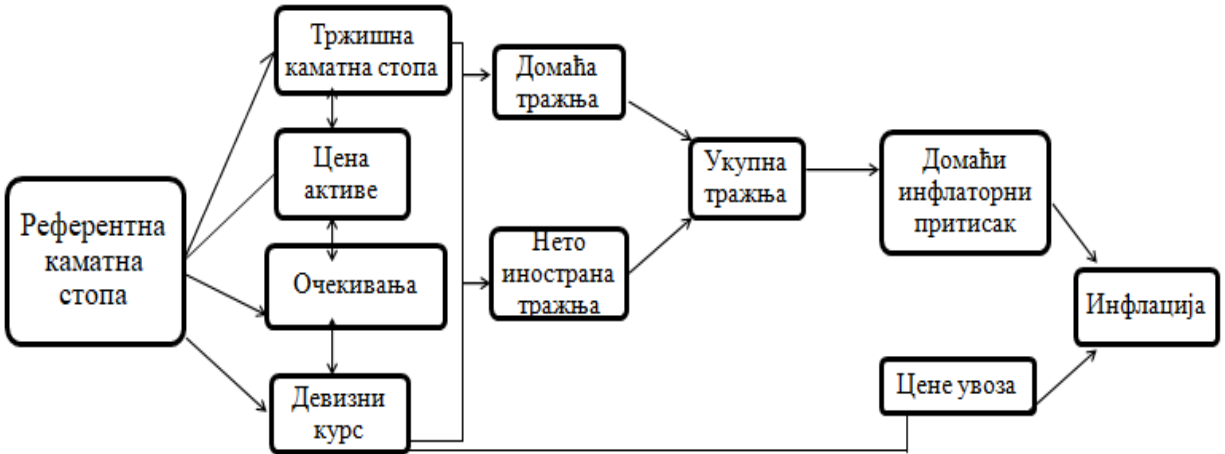 Референтна
каматна
стопа
Тржишна
каматна стопа
Цена
активе
Очекивања
Девизни
курс
Домаћа
тражња
Нето
инострана
тражња
Укупна
тражња
Домаћи
инфлаторни
притисак
Цене увоза
Инфлација